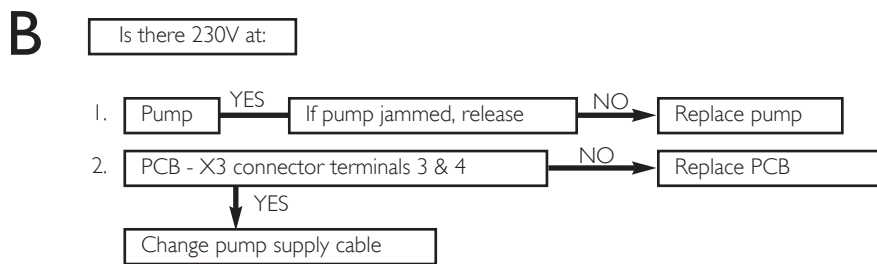 B
Is there 230V at:
1. Pump YES If pump jammed, release NO Replace pump
2. PCB - X3 connector terminals 3 & 4 NO Replace PCB
YES
Change pump supply cable